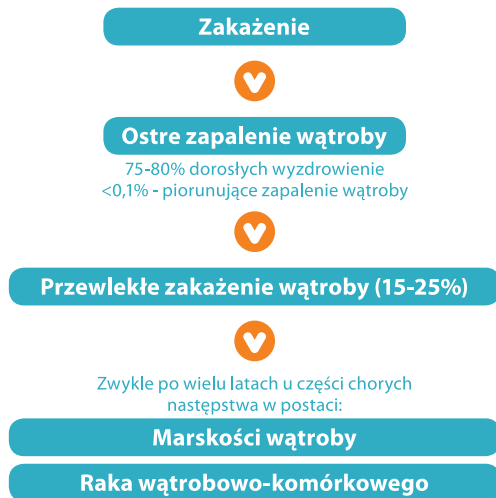 Zakażenie
Ostre zapalenie wątroby
75-80% dorosłych wyzdrowienie
<0,1% - piorunujące zapalenie wątroby
Przewlekłe zakażenie wątroby (15-25%)
Zwykle po wielu latach u części chorych
następstwa w postaci:
Marskości wątroby
Raka wątrobowo-komórkowego